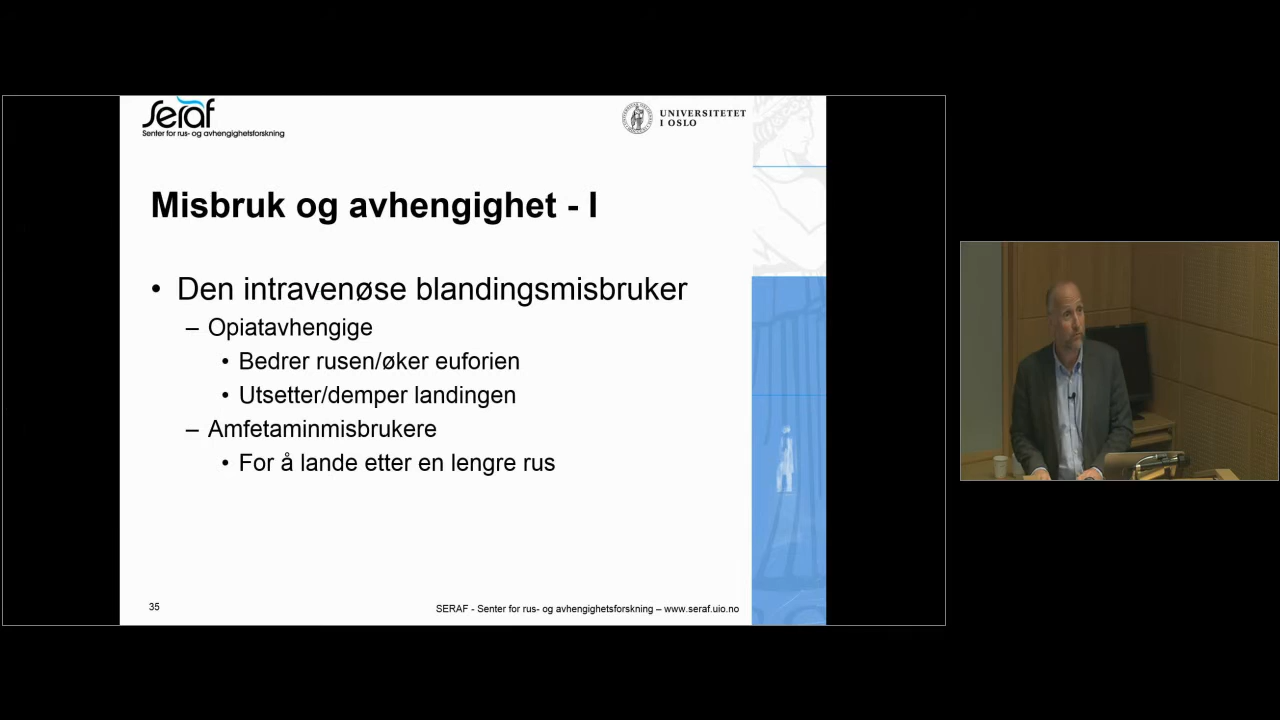 seraf
Senter for rus- og avhengighetsforskning
UNIVERSITETET
I OSLO
Misbruk og avhengighet - I
• Den intravenøse blandingsmisbruker
– Opiatavhengige
• Bedrer rusen/øker euforien
• Utsetter/demper landingen
– Amfetaminmisbrukere
• For å lande etter en lengre rus
35
SERAF - Senter for rus- og avhengighetsforskning – www.seraf.uio.no